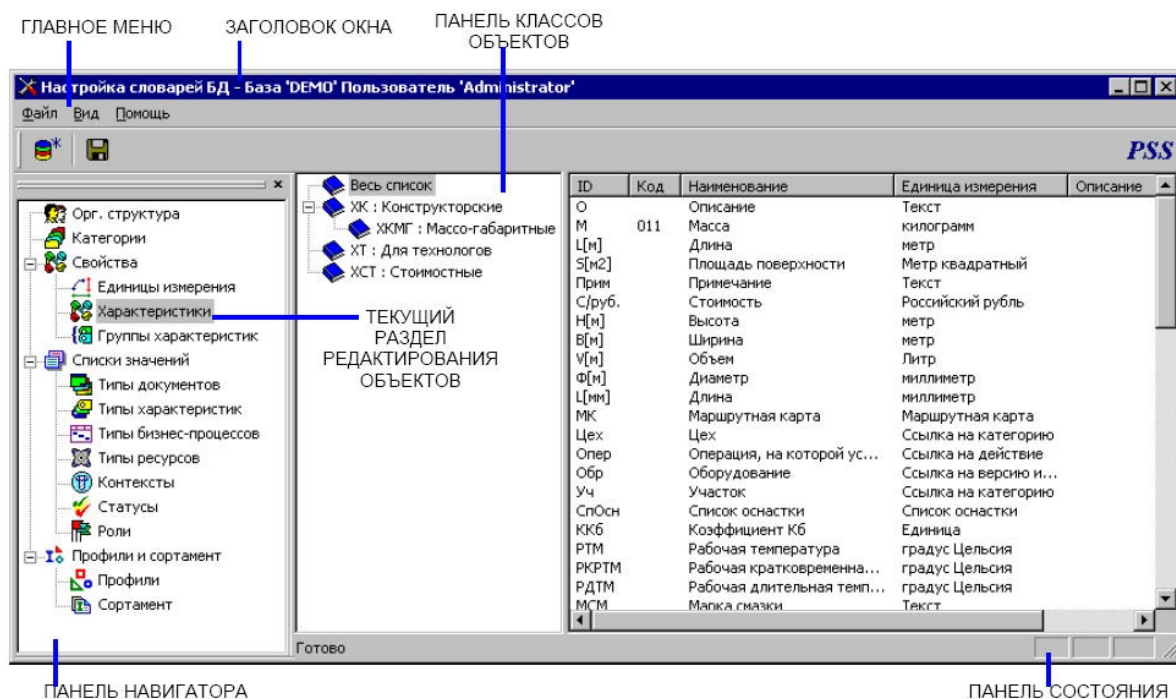 ГЛАВНОЕ МЕНЮ
ЗАГОЛОВОК ОКНА
ПАНЕЛЬ КЛАССОВ
ОБЪЕКТОВ
Настройка словарей БД - База 'DEMO' Пользователь 'Administrator'
Файл Вид Помощь
PSS
Орг. структура
Категории
Свойства
Единицы измерения
Характеристики
Группы характеристик
Списки значений
Типы документов
Типы характеристик
Типы бизнес-процессов
Типы ресурсов
Контексты
Статусы
Роли
Профили и сортамент
Профили
Сортамент
Весь список
ХК : Конструкторские
ХКМГ : Массо-габаритные
ХТ : Для технологов
ХСТ : Стоимостные
ТЕКУЩИЙ
РАЗДЕЛ
РЕДАКТИРОВАНИЯ
ОБЪЕКТОВ
ID Код Наименование Единица измерения Описание
О Описание Текст
М 011 Масса килограмм
L[м] Длина метр
S[м2] Площадь поверхности Метр квадратный
Прим Примечание Текст
С/руб. Стоимость Российский рубль
Н[м] Высота метр
В[м] Ширина метр
V[м] Объем Литр
Ф[м] Диаметр миллиметр
L[мм] Длина миллиметр
МК Маршрутная карта Маршрутная карта
Цех Цех Ссылка на категорию
Опер Операция, на которой ус... Ссылка на действие
Обр Оборудование Ссылка на версию и...
Уч Участок Ссылка на категорию
СпОсн Список оснастки Список оснастки
ККб Коэффициент Кб Единица
РТМ Рабочая температура градус Цельсия
РКРТМ Рабочая кратковременна... градус Цельсия
РДТМ Рабочая длительная темп... градус Цельсия
МСМ Марка смазки Текст
Готово
ПАНЕЛЬ НАВИГАТОРА
ПАНЕЛЬ СОСТОЯНИЯ